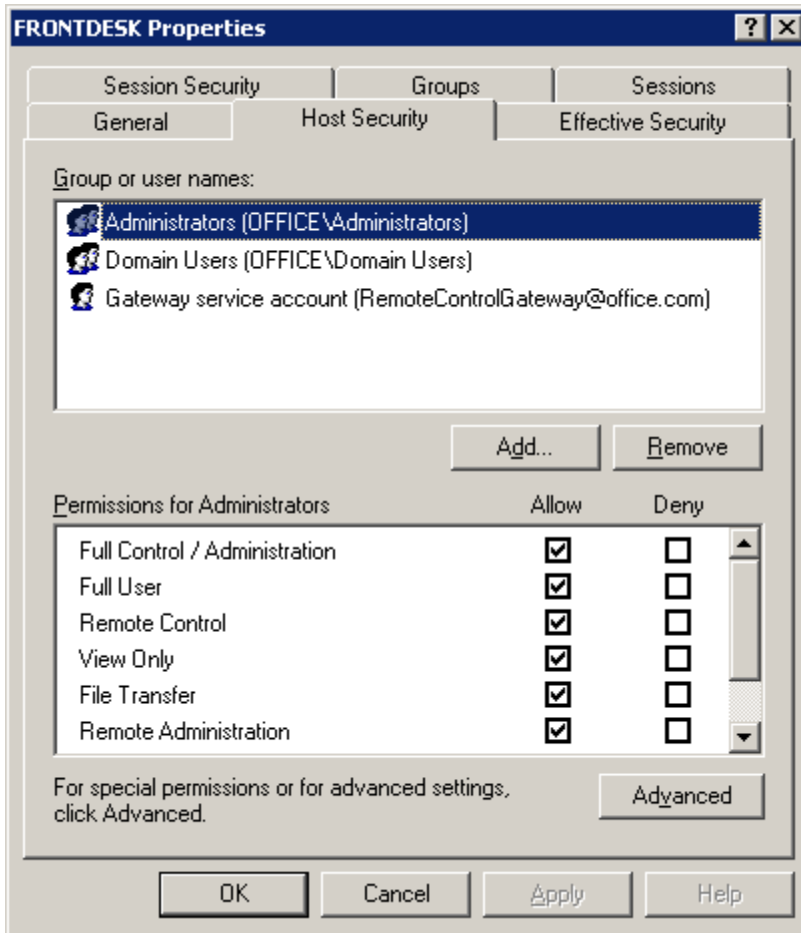 FRONTDESK Properties
Session Security Groups Sessions
General Host Security Effective Security
Group or user names:
Administrators (OFFICE\Administrators)
Domain Users (OFFICE\Domain Users)
Gateway service account (RemoteControlGateway@office.com)
Add... Remove
Permissions for Administrators Allow Deny
Full Control / Administration
Full User
Remote Control
View Only
File Transfer
Remote Administration
For special permissions or for advanced settings,
click Advanced.
Advanced
OK Cancel Apply Help